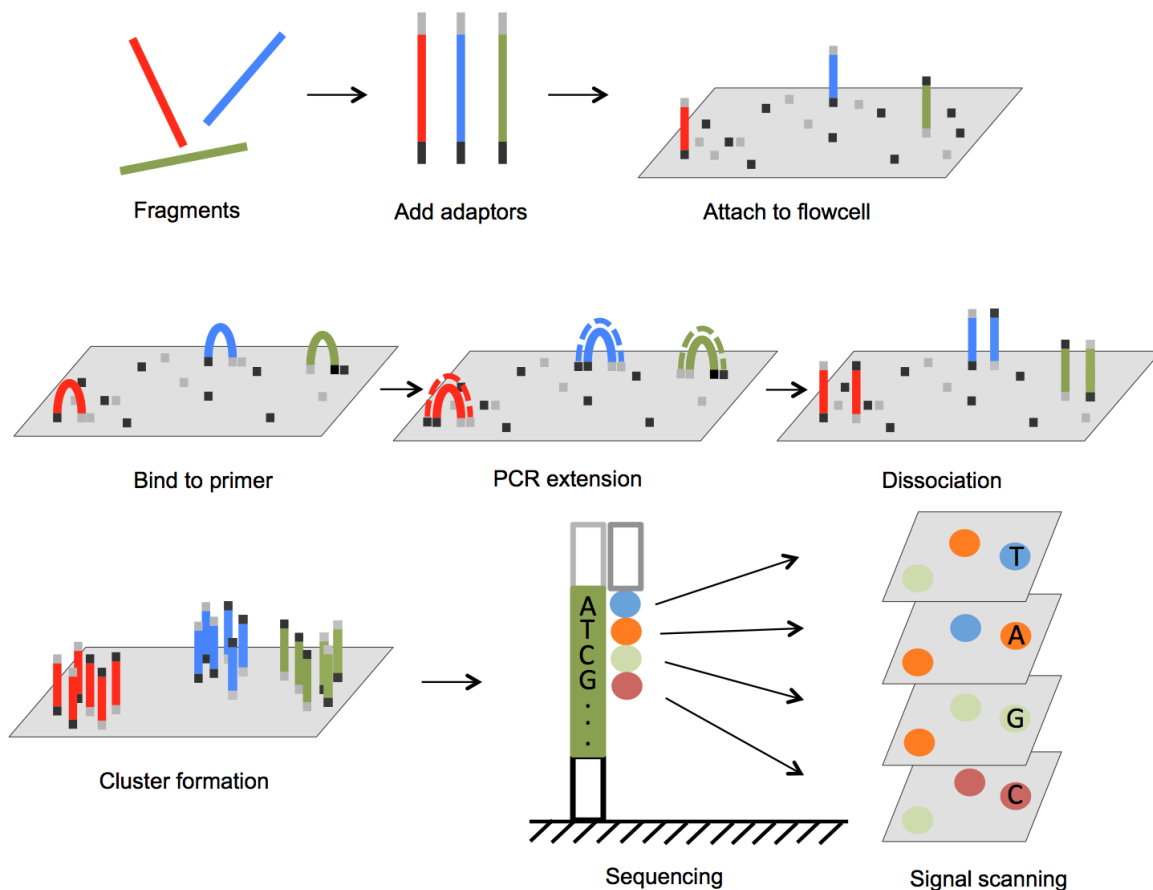 Fragments
Add adaptors
Attach to flowcell
Bind to primer
PCR extension
Dissociation
Cluster formation
A
T
C
G
.
.
.
Sequencing
T
A
G
C
Signal scanning